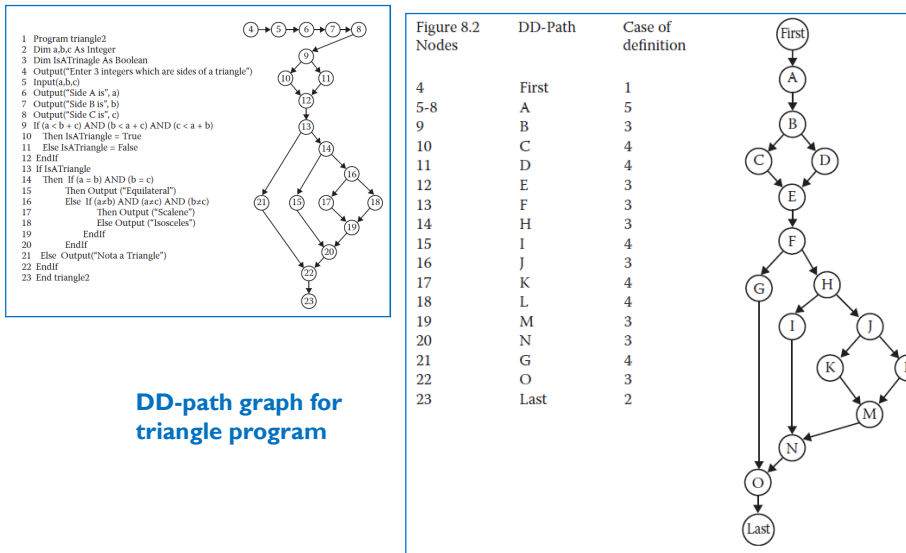 1 Program triangle2
2 Dim a,b,c As Integer
3 Dim IsATrinagle As Boolean
4 Output("Enter 3 integers which are sides of a triangle")
5 Input(a,b,c)
6 Output("Side A is", a)
7 Output("Side B is", b)
8 Output("Side C is", c)
9 If (a < b + c) AND (b < a + c) AND (c < a + b)
10 Then IsATriangle = True
11 Else IsATriangle = False
12 EndIf
13 If IsATriangle
14 Then If (a = b) AND (b = c)
15 Then Output ("Equilateral")
16 Else If (a≠b) AND (a≠c) AND (b≠c)
17 Then Output ("Scalene")
18 Else Output ("Isosceles")
19 EndIf
20 EndIf
21 Else Output("Nota a Triangle")
22 EndIf
23 End triangle2
4 5 6 7 8
9
10 11
12
13
14
16
21 15 17 18
19
20
22
23
DD-path graph for
triangle program
Figure 8.2 DD-Path Case of
Nodes definition
4 First 1
5-8 A 5
9 B 3
10 C 4
11 D 4
12 E 3
13 F 3
14 H 3
15 I 4
16 J 3
17 K 4
18 L 4
19 M 3
20 N 3
21 G 4
22 O 3
23 Last 2
First
A
B
C D
E
F
G H
I J
K
M
N
O
Last